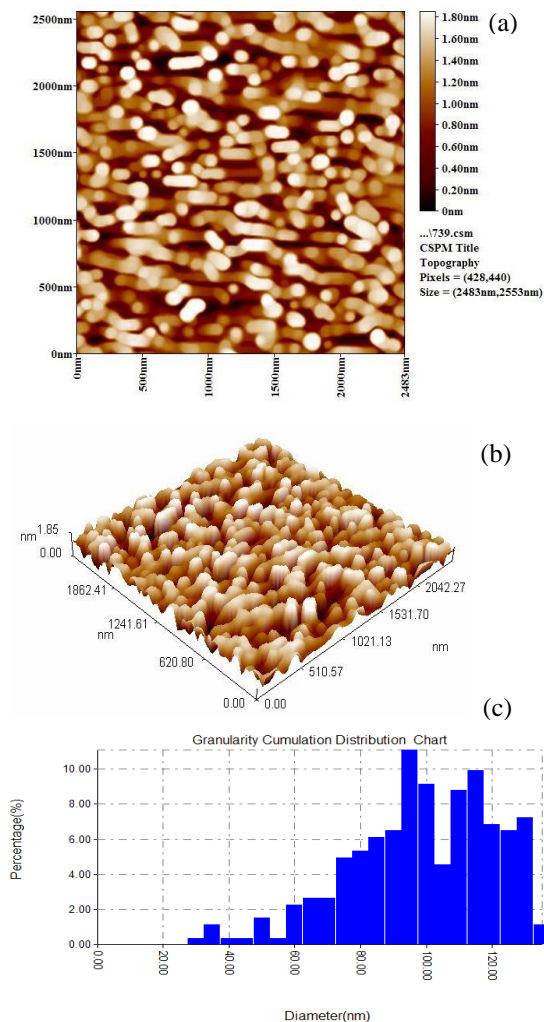 (a)
2500nm
2000nm
1500nm
1000nm
500nm
0nm
0nm
500nm
1000nm
1500nm
2000nm
2483nm
1.80nm
1.60nm
1.40nm
1.20nm
1.00nm
0.80nm
0.60nm
0.40nm
0.20nm
0nm
...\739.csm
CSPM Title
Topography
Pixels = (428,440)
Size = (2483nm,2553nm)
(b)
nm 1.85
0.00
1862.41
1241.61
nm
620.80
0.00
0.00
510.57
1021.13
nm
1531.70
2042.27
(c)
Granularity Cumulation Distribution Chart
Percentage(%)
10.00
8.00
6.00
4.00
2.00
0.00
0.00
20.00
40.00
60.00
80.00
100.00
120.00
Diameter(nm)